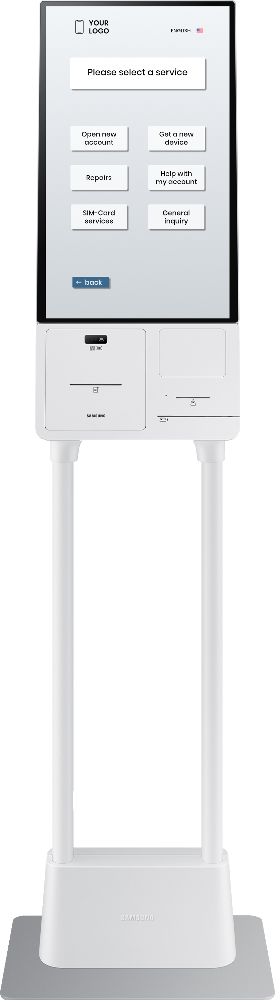 YOUR
LOGO
ENGLISH
Please select a service
Open new
account
Get a new
device
Repairs
Help with
my account
SIM-Card
services
General
inquiry
← back
SAMSUNG
SAMSUNG